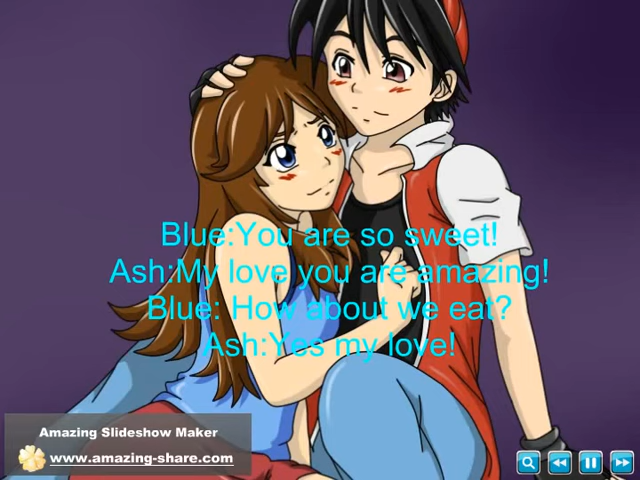 Blue:You are so sweet!
Ash:My love you are amazing!
Blue: How about we eat?
Ash:Yes my love!
Amazing Slideshow Maker
www.amazing-share.com